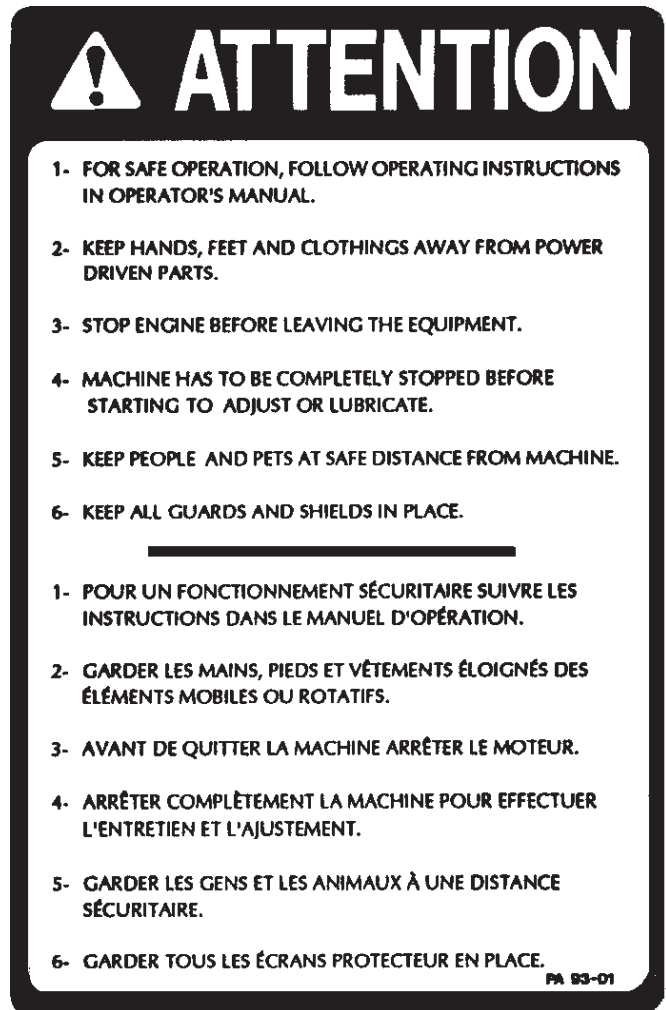 ATTENTION
1- FOR SAFE OPERATION, FOLLOW OPERATING INSTRUCTIONS
IN OPERATOR'S MANUAL.
2- KEEP HANDS, FEET AND CLOTHINGS AWAY FROM POWER
DRIVEN PARTS.
3- STOP ENGINE BEFORE LEAVING THE EQUIPMENT.
4- MACHINE HAS TO BE COMPLETELY STOPPED BEFORE
STARTING TO ADJUST OR LUBRICATE.
5- KEEP PEOPLE AND PETS AT SAFE DISTANCE FROM MACHINE.
6- KEEP ALL GUARDS AND SHIELDS IN PLACE.
1- POUR UN FONCTIONNEMENT SÉCURITAIRE SUIVRE LES
INSTRUCTIONS DANS LE MANUEL D'OPÉRATION.
2- GARDER LES MAINS, PIEDS ET VÊTEMENTS ÉLOIGNÉS DES
ÉLÉMENTS MOBILES OU ROTATIFS.
3- AVANT DE QUITTER LA MACHINE ARRÊTER LE MOTEUR.
4- ARRÊTER COMPLÈTEMENT LA MACHINE POUR EFFECTUER
L'ENTRETIEN ET L'AJUSTEMENT.
5- GARDER LES GENS ET LES ANIMAUX À UNE DISTANCE
SÉCURITAIRE.
6- GARDER TOUS LES ÉCRANS PROTECTEUR EN PLACE.
PA 93-01